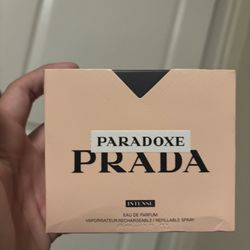 PARADOXE
PRADA
INTENSE
EAU DE PARFUM
VAPORISATEUR RECHARGEABLE / REFILLABLE SPRAY